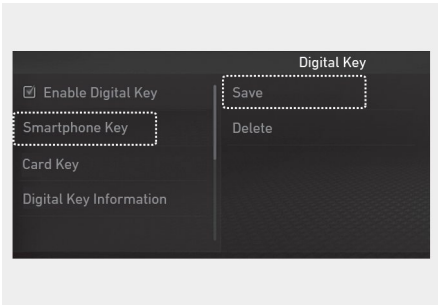 Digital Key
Enable Digital Key
Smartphone Key
Card Key
Digital Key Information
Save
Delete